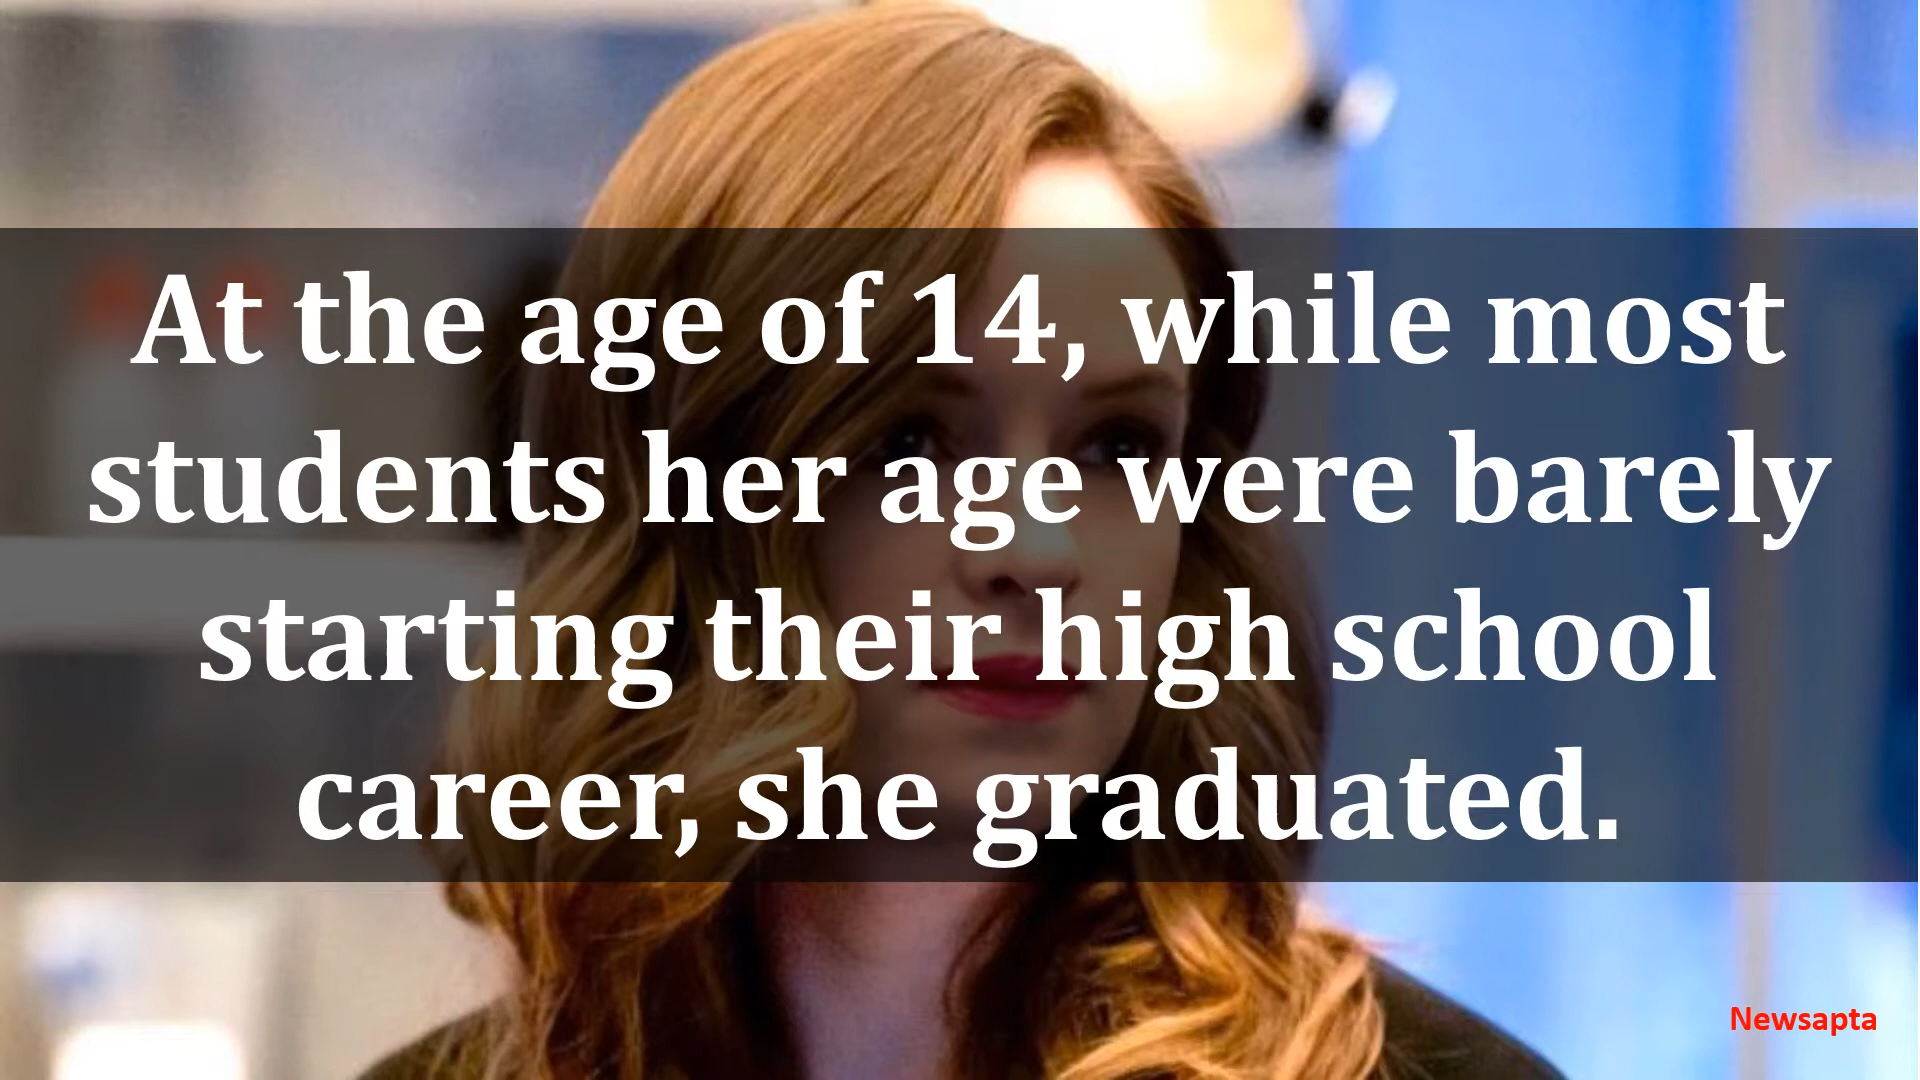 At the age of 14, while most
students her age were barely
starting their high school
career, she graduated.
Newsapta